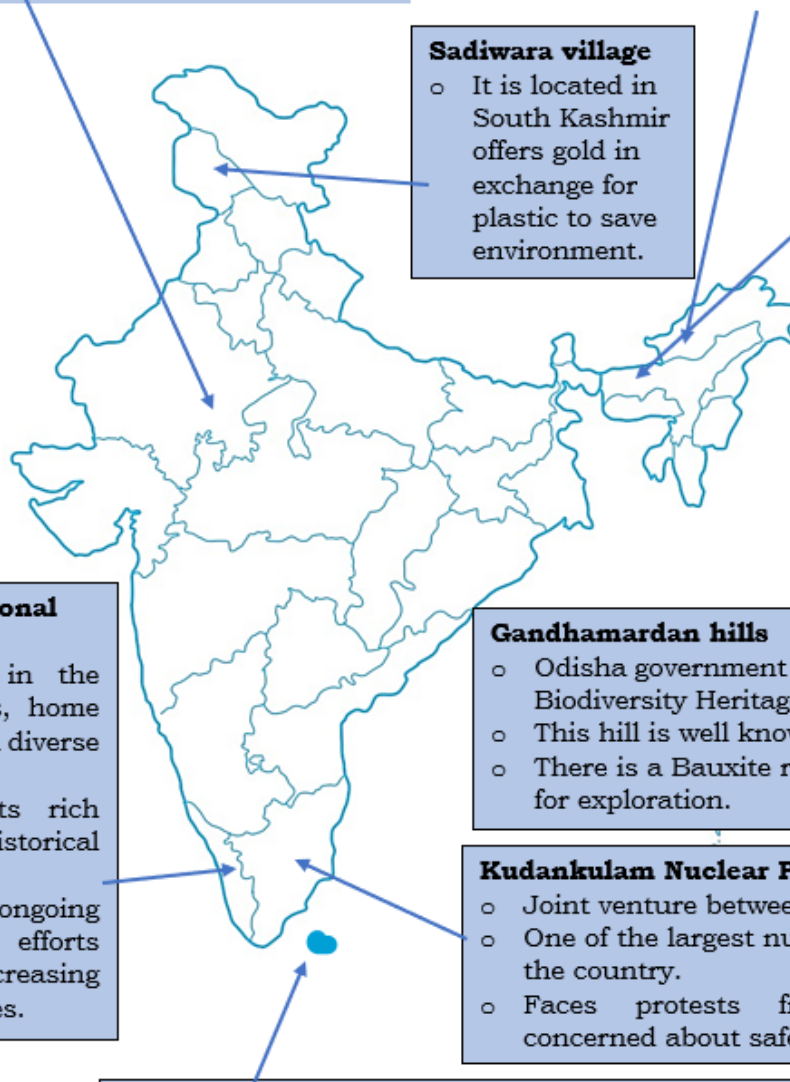 Sadiwara village
o It is located in
South Kashmir
offers gold in
exchange for
plastic to save
environment.
onal
in the
s, home
diverse
ts rich
istorical
ongoing
efforts
creasing
es.
Gandhamardan hills
o Odisha government
Biodiversity Heritag
o This hill is well know
o There is a Bauxite r
for exploration.
Kudankulam Nuclear P
o Joint venture betwee
o One of the largest nu
the country.
o Faces protests f
concerned about safe